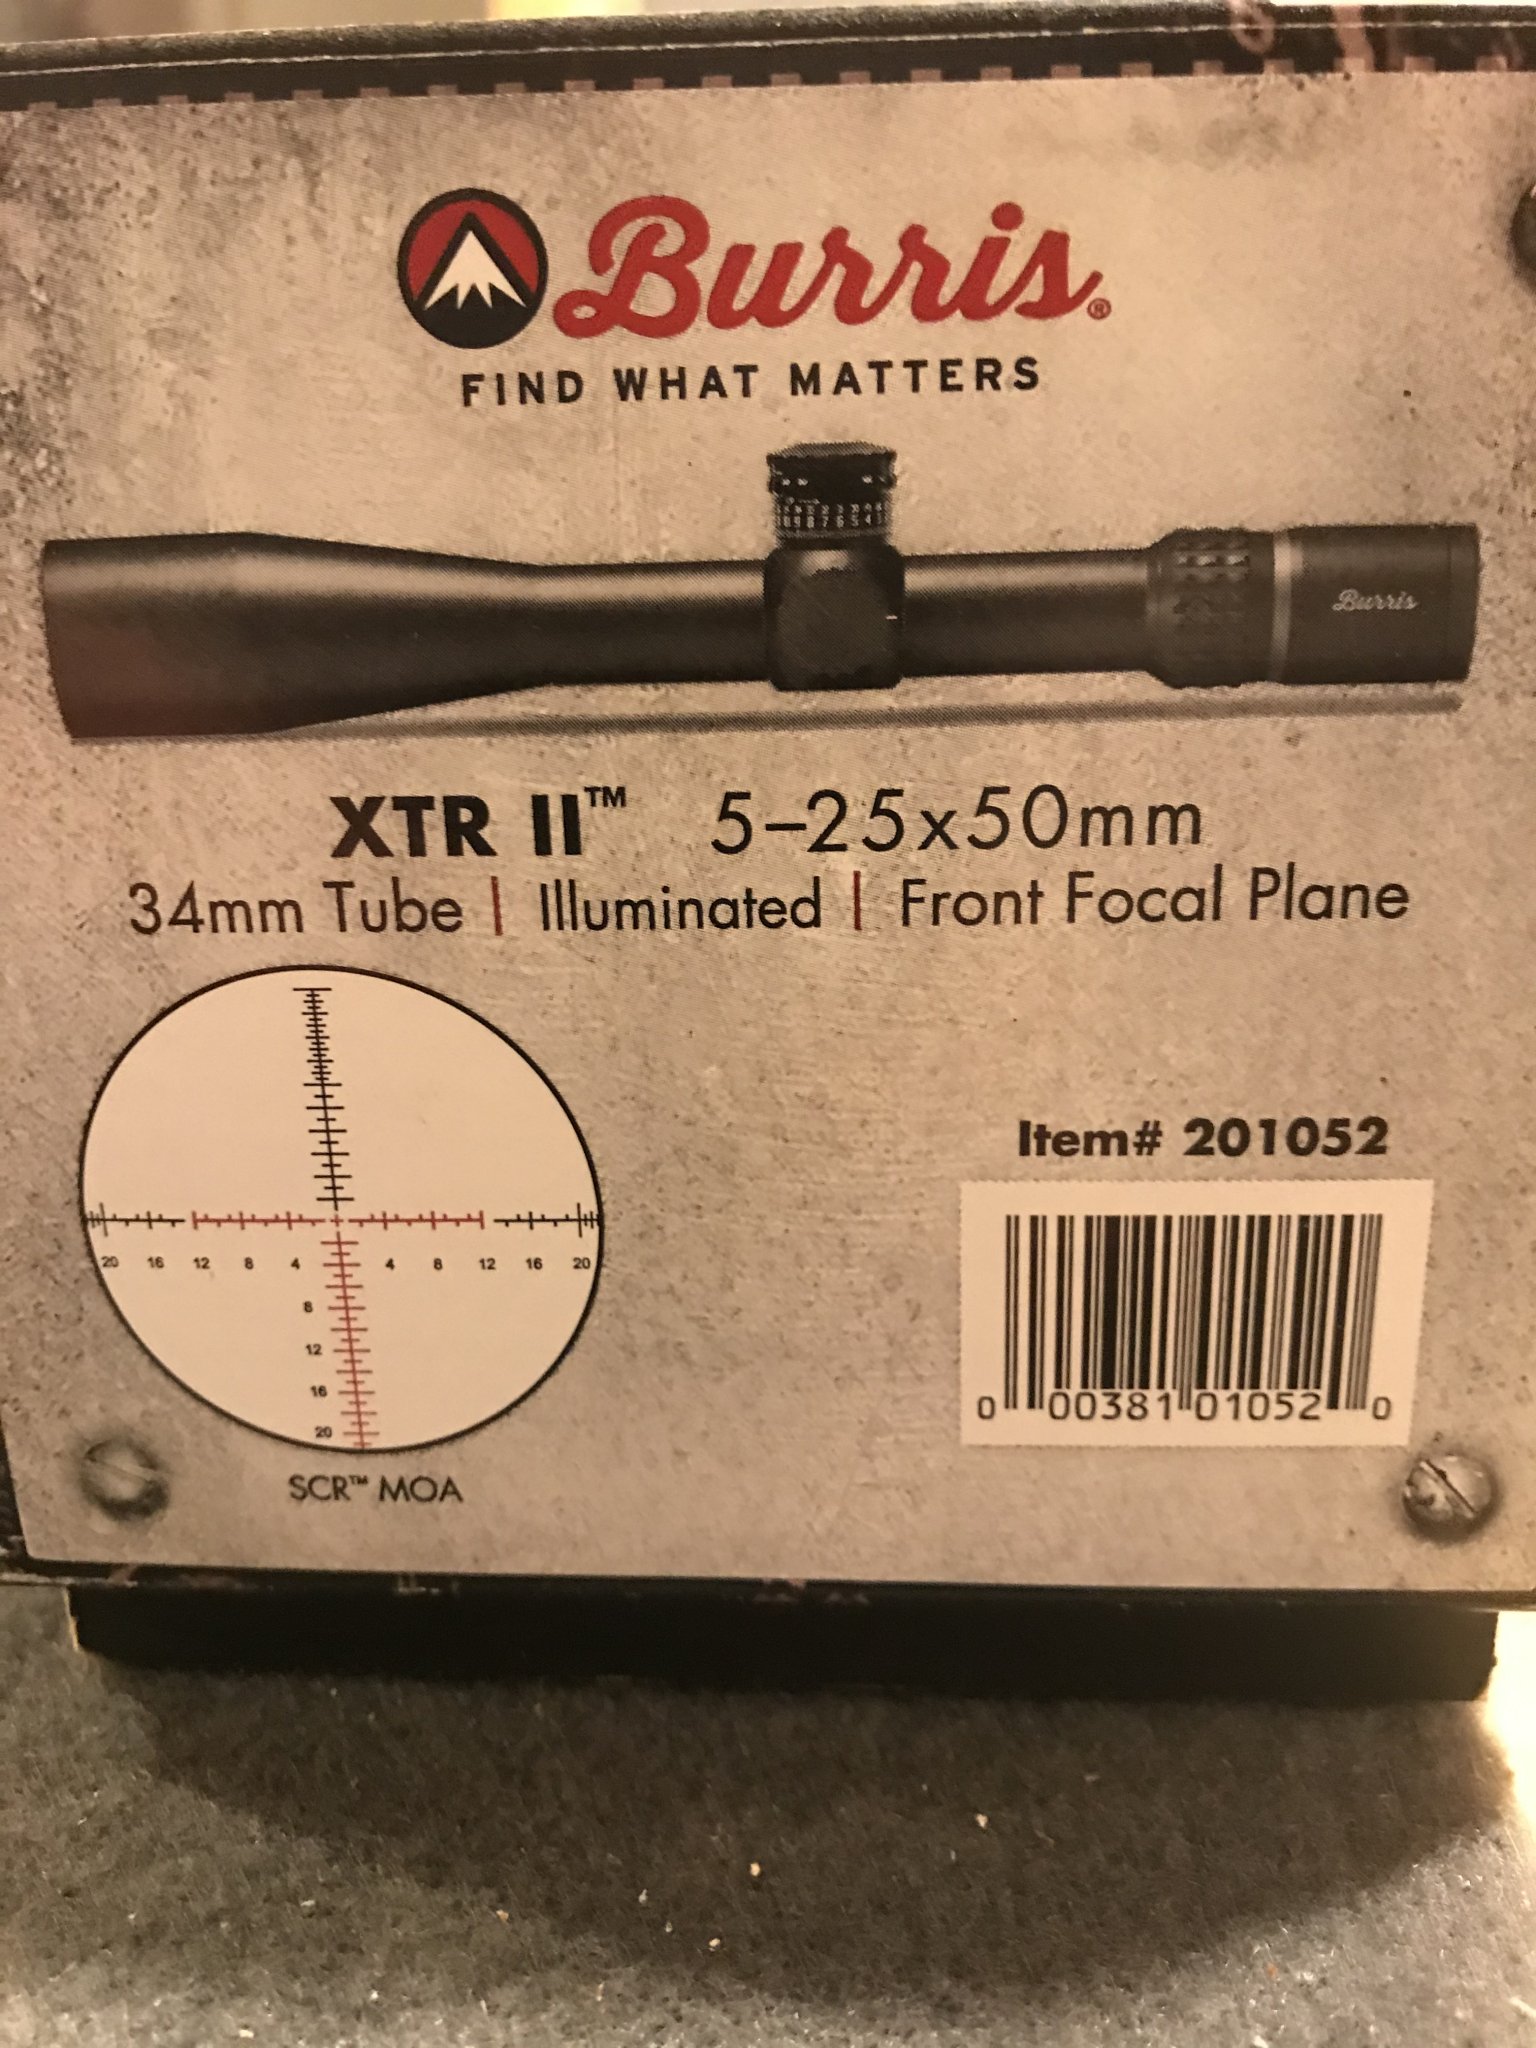 Burris®
FIND WHAT MATTERS
Burris
XTR II™ 5–25x50mm
34mm Tube | Illuminated | Front Focal Plane
Item# 201052
20 16 12 8 4 4 8 12 16 20
8
12
16
20
0 00381 01052 0
SCR™ MOA